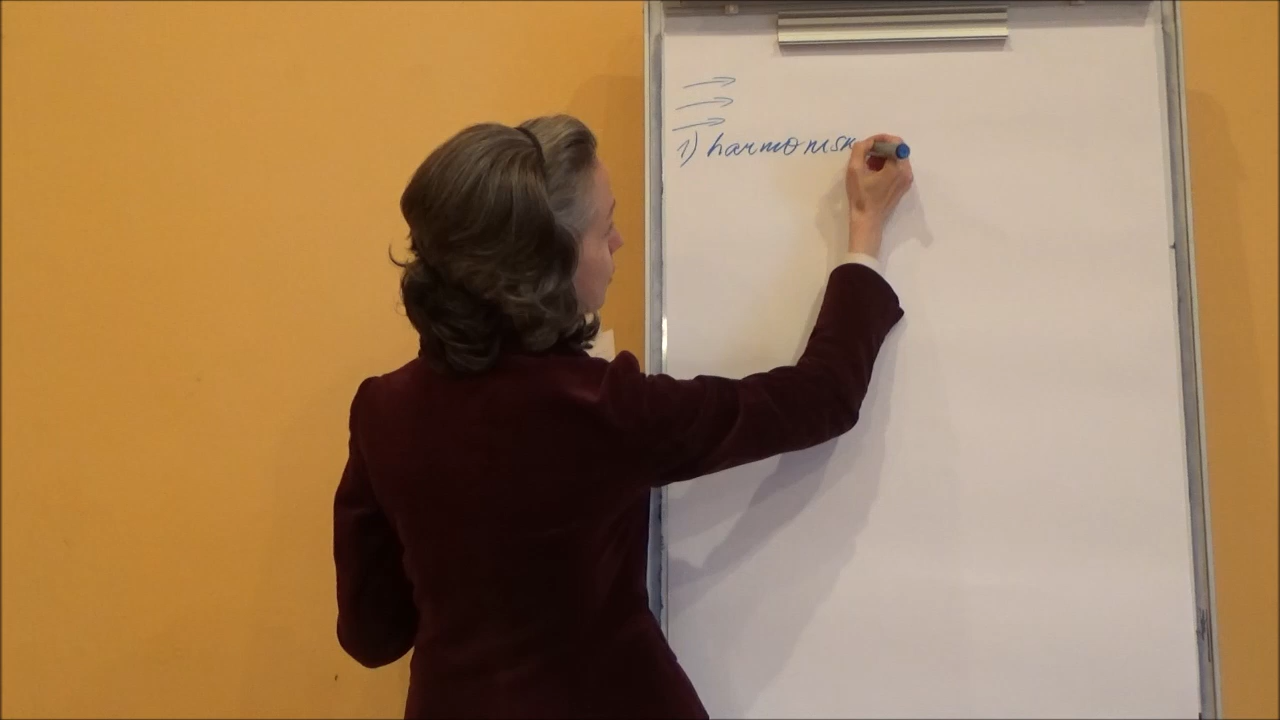 →
→
→
1) harmonisk